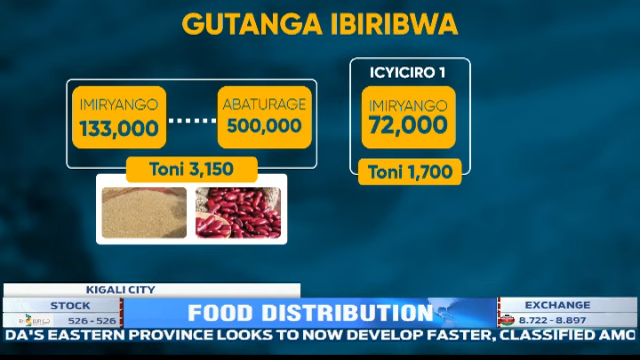 GUTANGA IBIRIBWA
ICYICIRO 1
IMIRYANGO
133,000
ABATURAGE
500,000
IMIRYANGO
72,000
Toni 3,150
Toni 1,700
KIGALI CITY
STOCK
FOOD DISTRIBUTION
EXCHANGE
526 - 526
8.722 - 8.897
DA'S EASTERN PROVINCE LOOKS TO NOW DEVELOP FASTER, CLASSIFIED AMO